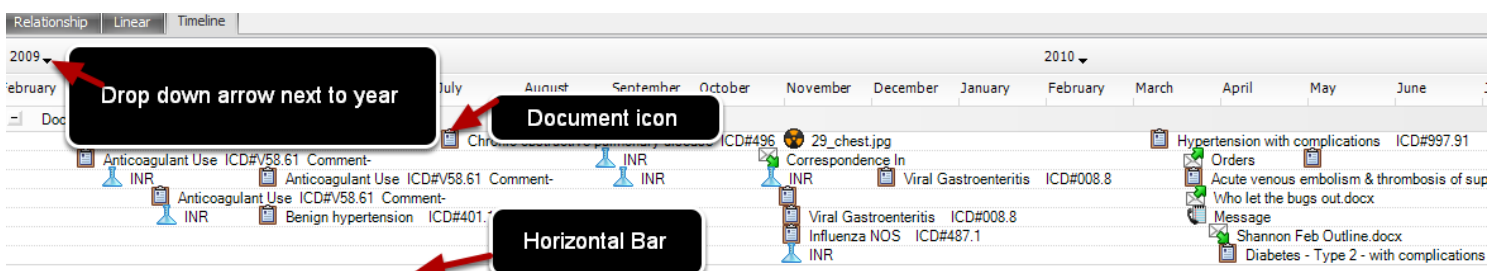 Relationship Linear Timeline
2009 2010
February July August September October November December January February March April May June
Drop down arrow next to year
Document icon
Doc
Chronic obstructive pulmonary disease ICD#496 29_chest.jpg Hypertension with complications ICD#997.91
Anticoagulant Use ICD#V58.61 Comment- INR Correspondence In Orders
INR Anticoagulant Use ICD#V58.61 Comment- INR INR Viral Gastroenteritis ICD#008.8 Acute venous embolism & thrombosis of sup
Anticoagulant Use ICD#V58.61 Comment- Who let the bugs out.docx
INR Benign hypertension ICD#401.1 Viral Gastroenteritis ICD#008.8 Message
Horizontal Bar
Influenza NOS ICD#487.1 Shannon Feb Outline.docx
INR Diabetes - Type 2 - with complications